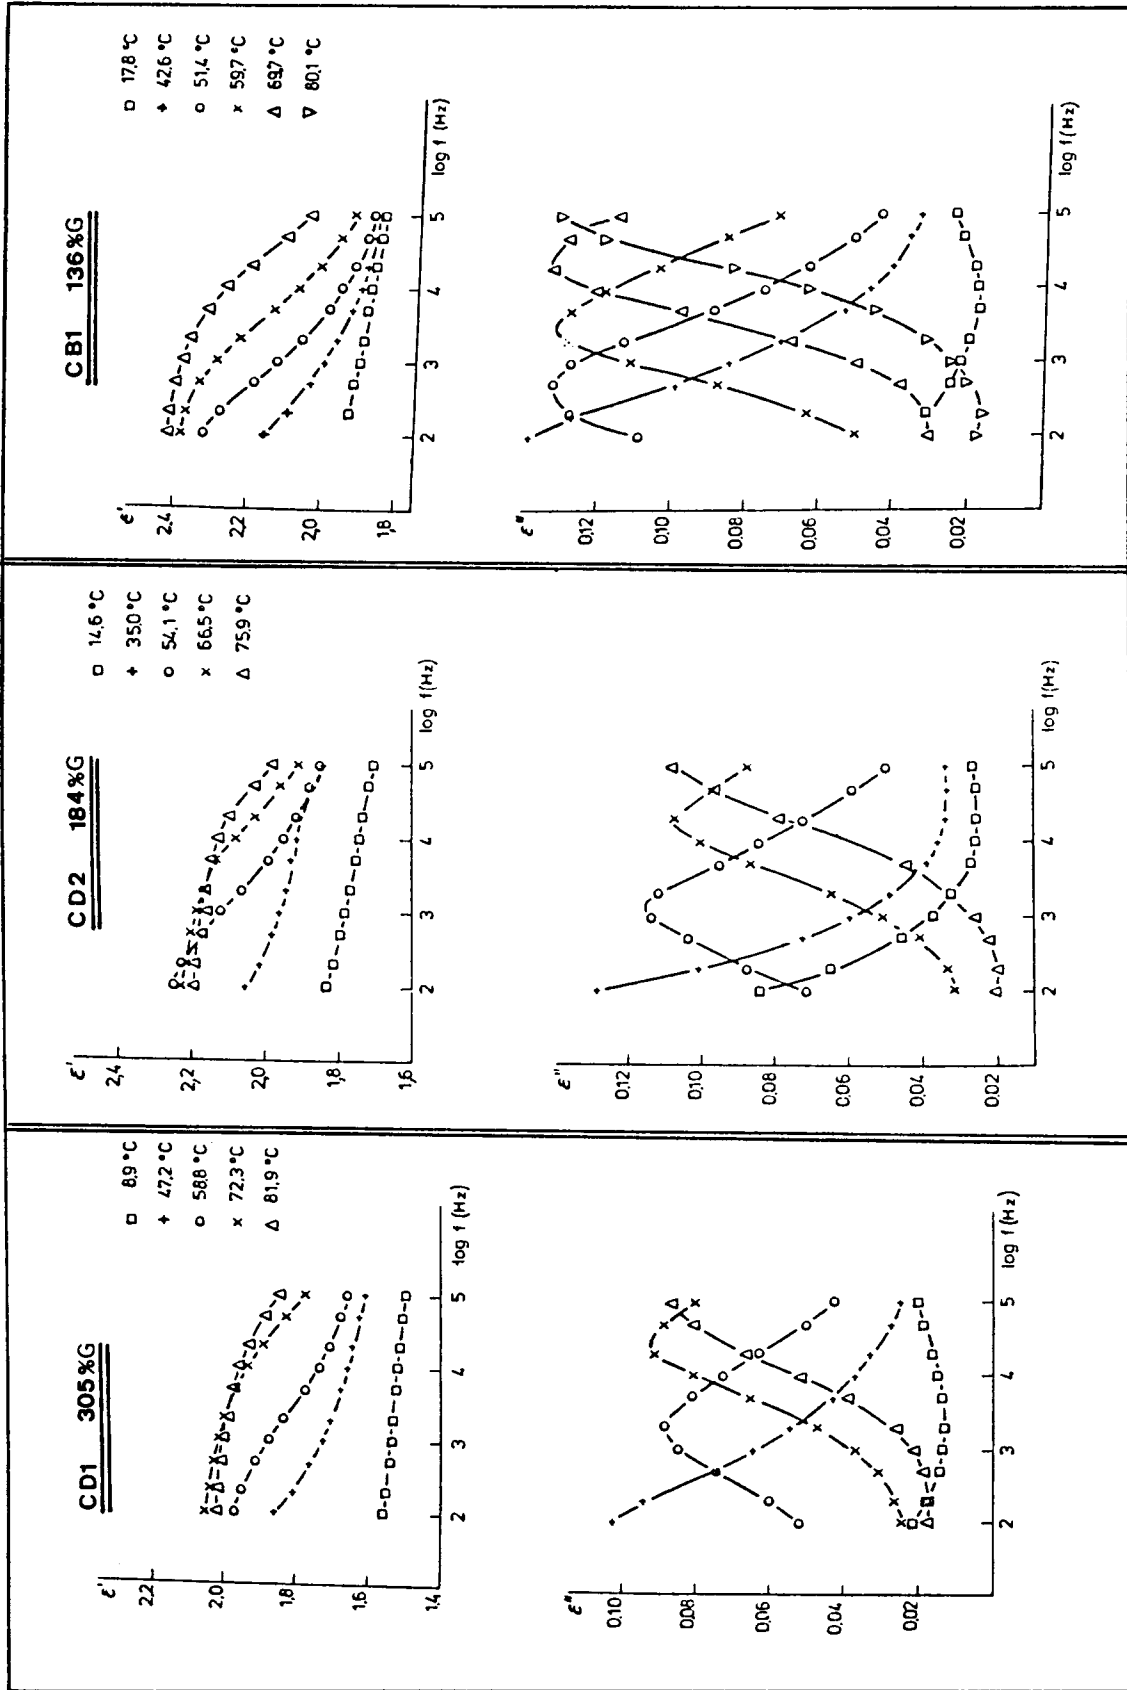 CD1 305%G
□ 8,9 °C
+ 47,2 °C
○ 58,8 °C
× 72,3 °C
△ 81,9 °C
ε'
2,2
2,0
1,8
1,6
1,4
2 3 4 5 log f (Hz)
ε"
0,10
0,08
0,06
0,04
0,02
2 3 4 5 log f (Hz)
CD2 184%G
□ 14,6 °C
+ 35,0 °C
○ 54,1 °C
× 66,5 °C
△ 75,9 °C
ε'
2,4
2,2
2,0
1,8
1,6
2 3 4 5 log f (Hz)
ε"
0,12
0,10
0,08
0,06
0,04
0,02
2 3 4 5 log f (Hz)
CB1 136%G
□ 17,8 °C
+ 42,6 °C
○ 51,4 °C
× 59,7 °C
△ 69,7 °C
▽ 80,1 °C
ε'
2,4
2,2
2,0
1,8
2 3 4 5 log f (Hz)
ε"
0,12
0,10
0,08
0,06
0,04
0,02
2 3 4 5 log f (Hz)